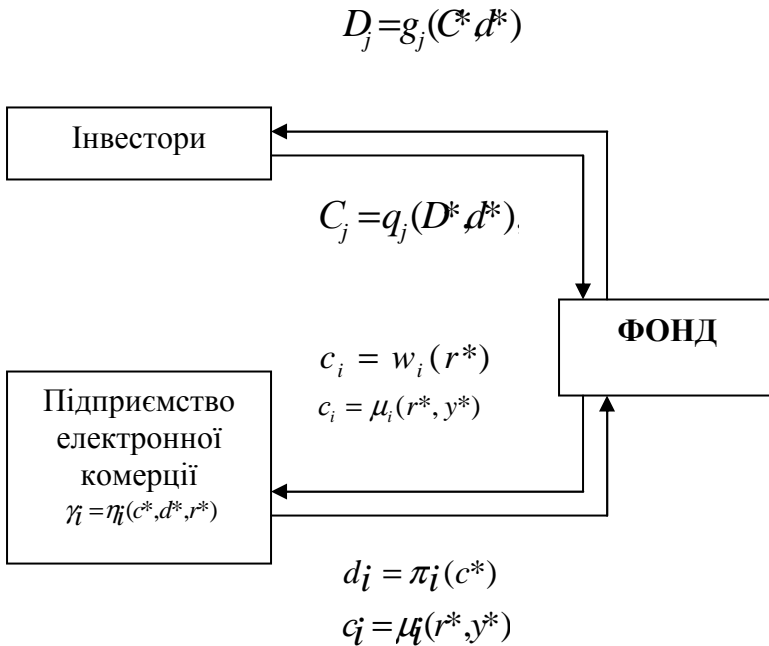 D_j=g_j(C*,d*)
Інвестори
C_j=q_j(D*,d*).
ФОНД
c_i = w_i(r*)
c_i = μ_i(r*, y*)
Підприємство
електронної
комерції
γ_i=η_i(c*,d*,r*)
d_i = π_i(c*)
c_i=μ_i(r*,y*)